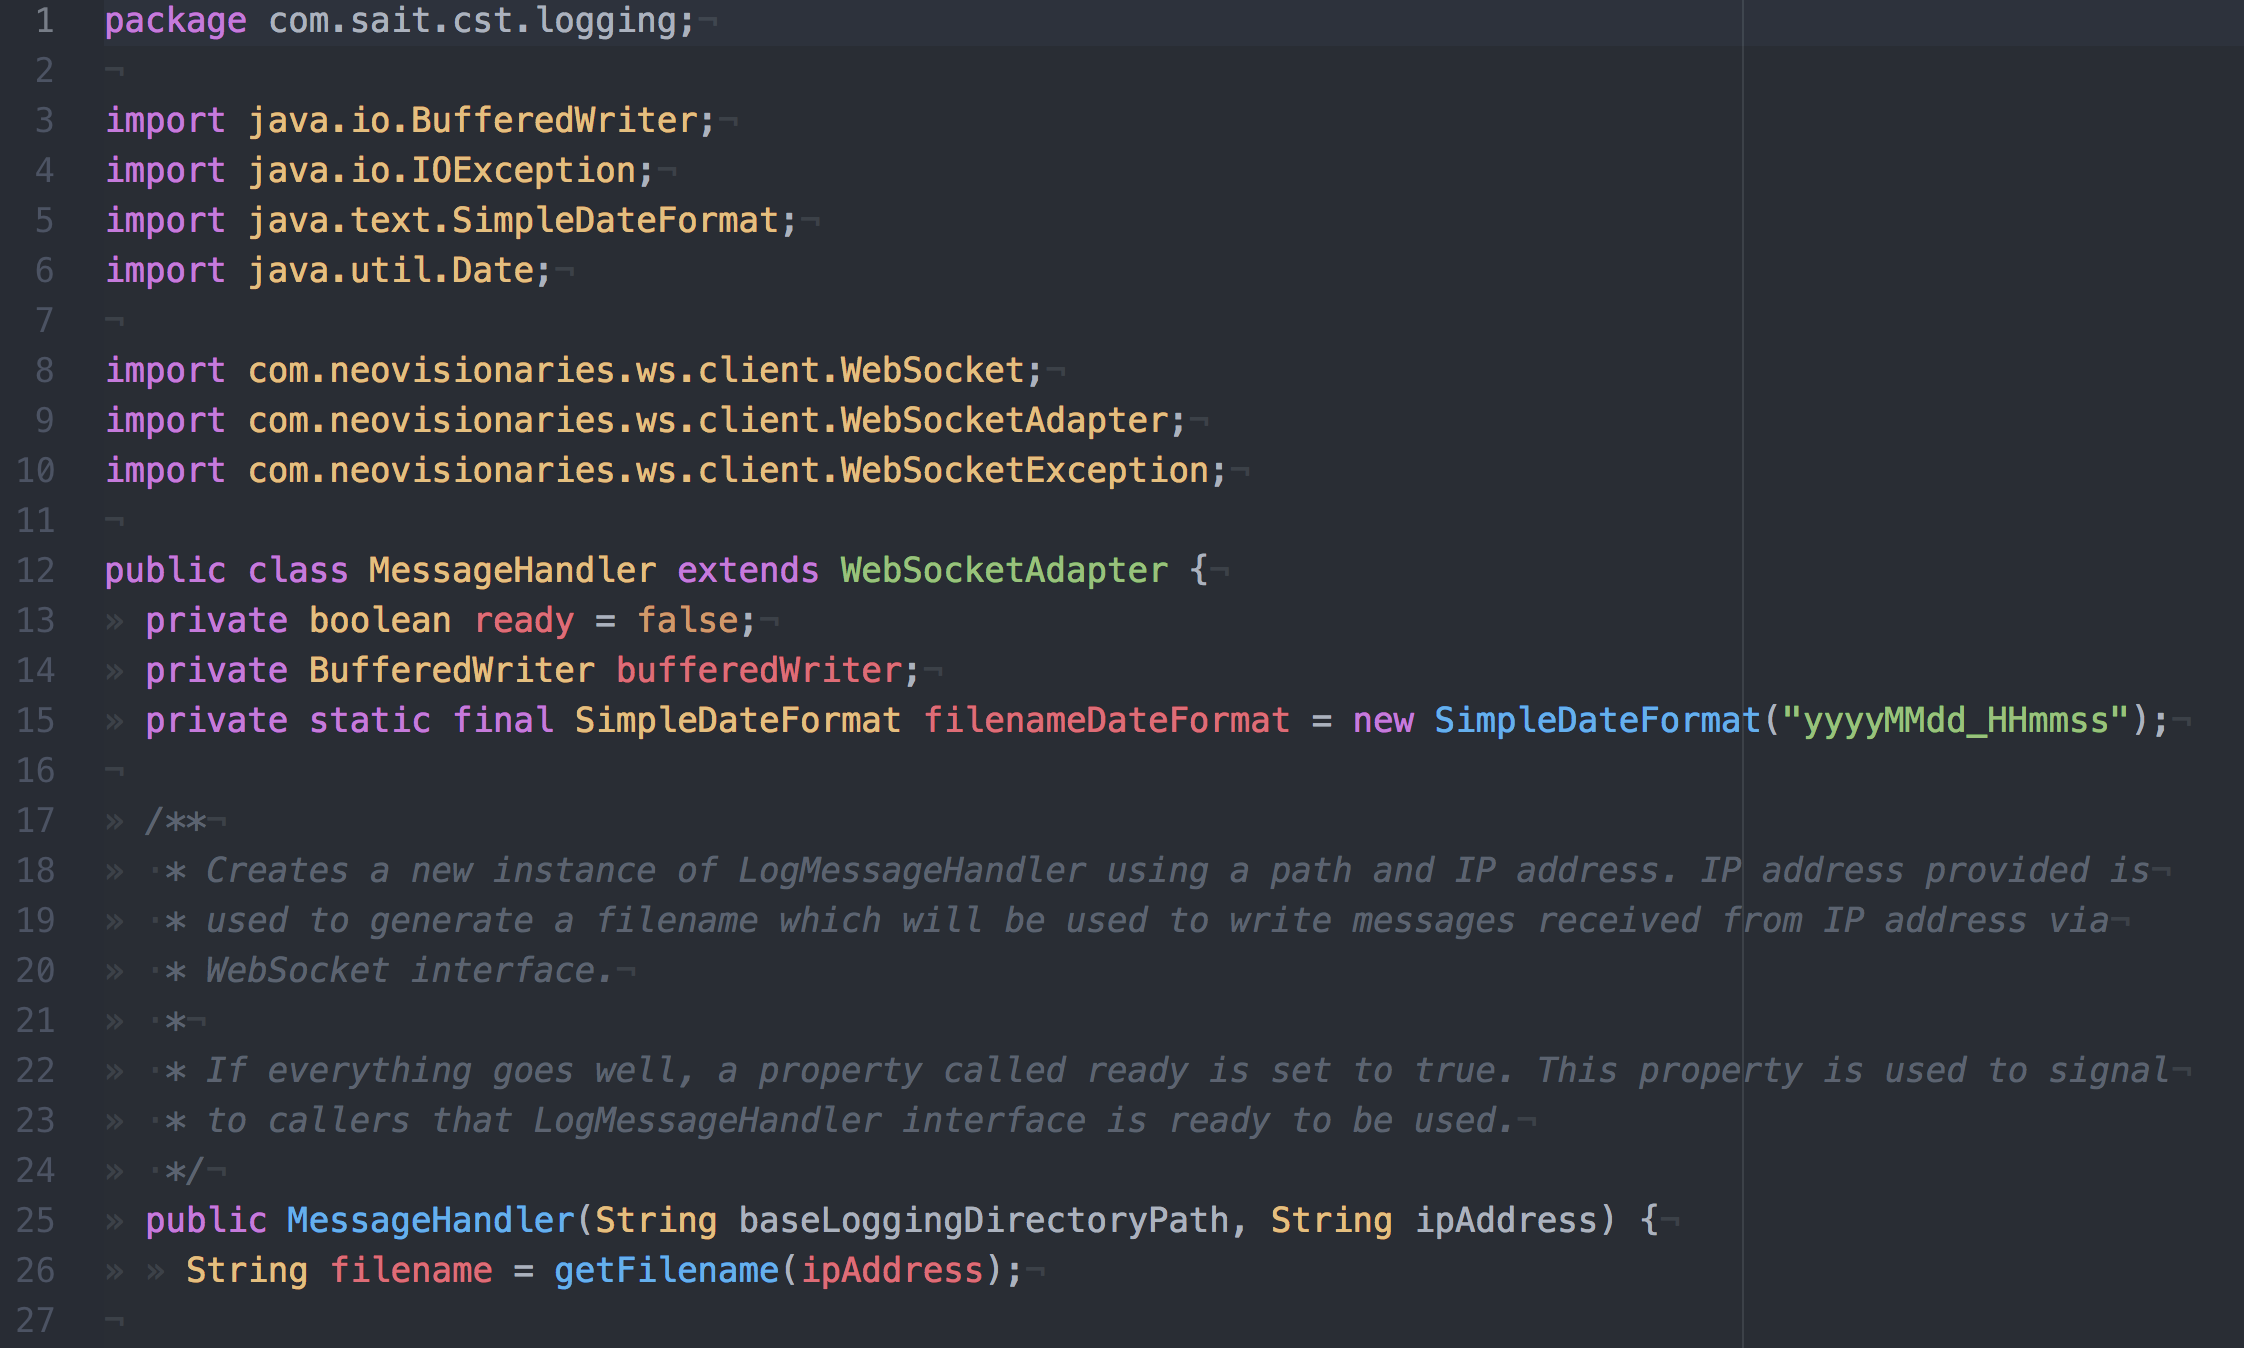 1 package com.sait.cst.logging;¬
2 ¬
3 import java.io.BufferedWriter;¬
4 import java.io.IOException;¬
5 import java.text.SimpleDateFormat;¬
6 import java.util.Date;¬
7 ¬
8 import com.neovisionaries.ws.client.WebSocket;¬
9 import com.neovisionaries.ws.client.WebSocketAdapter;¬
10 import com.neovisionaries.ws.client.WebSocketException;¬
11 ¬
12 public class MessageHandler extends WebSocketAdapter {¬
13 » private boolean ready = false;¬
14 » private BufferedWriter bufferedWriter;¬
15 » private static final SimpleDateFormat filenameDateFormat = new SimpleDateFormat("yyyyMMdd_HHmmss");¬
16 ¬
17 » /**¬
18 » ·* Creates a new instance of LogMessageHandler using a path and IP address. IP address provided is¬
19 » ·* used to generate a filename which will be used to write messages received from IP address via¬
20 » ·* WebSocket interface.¬
21 » ·*¬
22 » ·* If everything goes well, a property called ready is set to true. This property is used to signal¬
23 » ·* to callers that LogMessageHandler interface is ready to be used.¬
24 » ·*/¬
25 » public MessageHandler(String baseLoggingDirectoryPath, String ipAddress) {¬
26 » » String filename = getFilename(ipAddress);¬
27 ¬